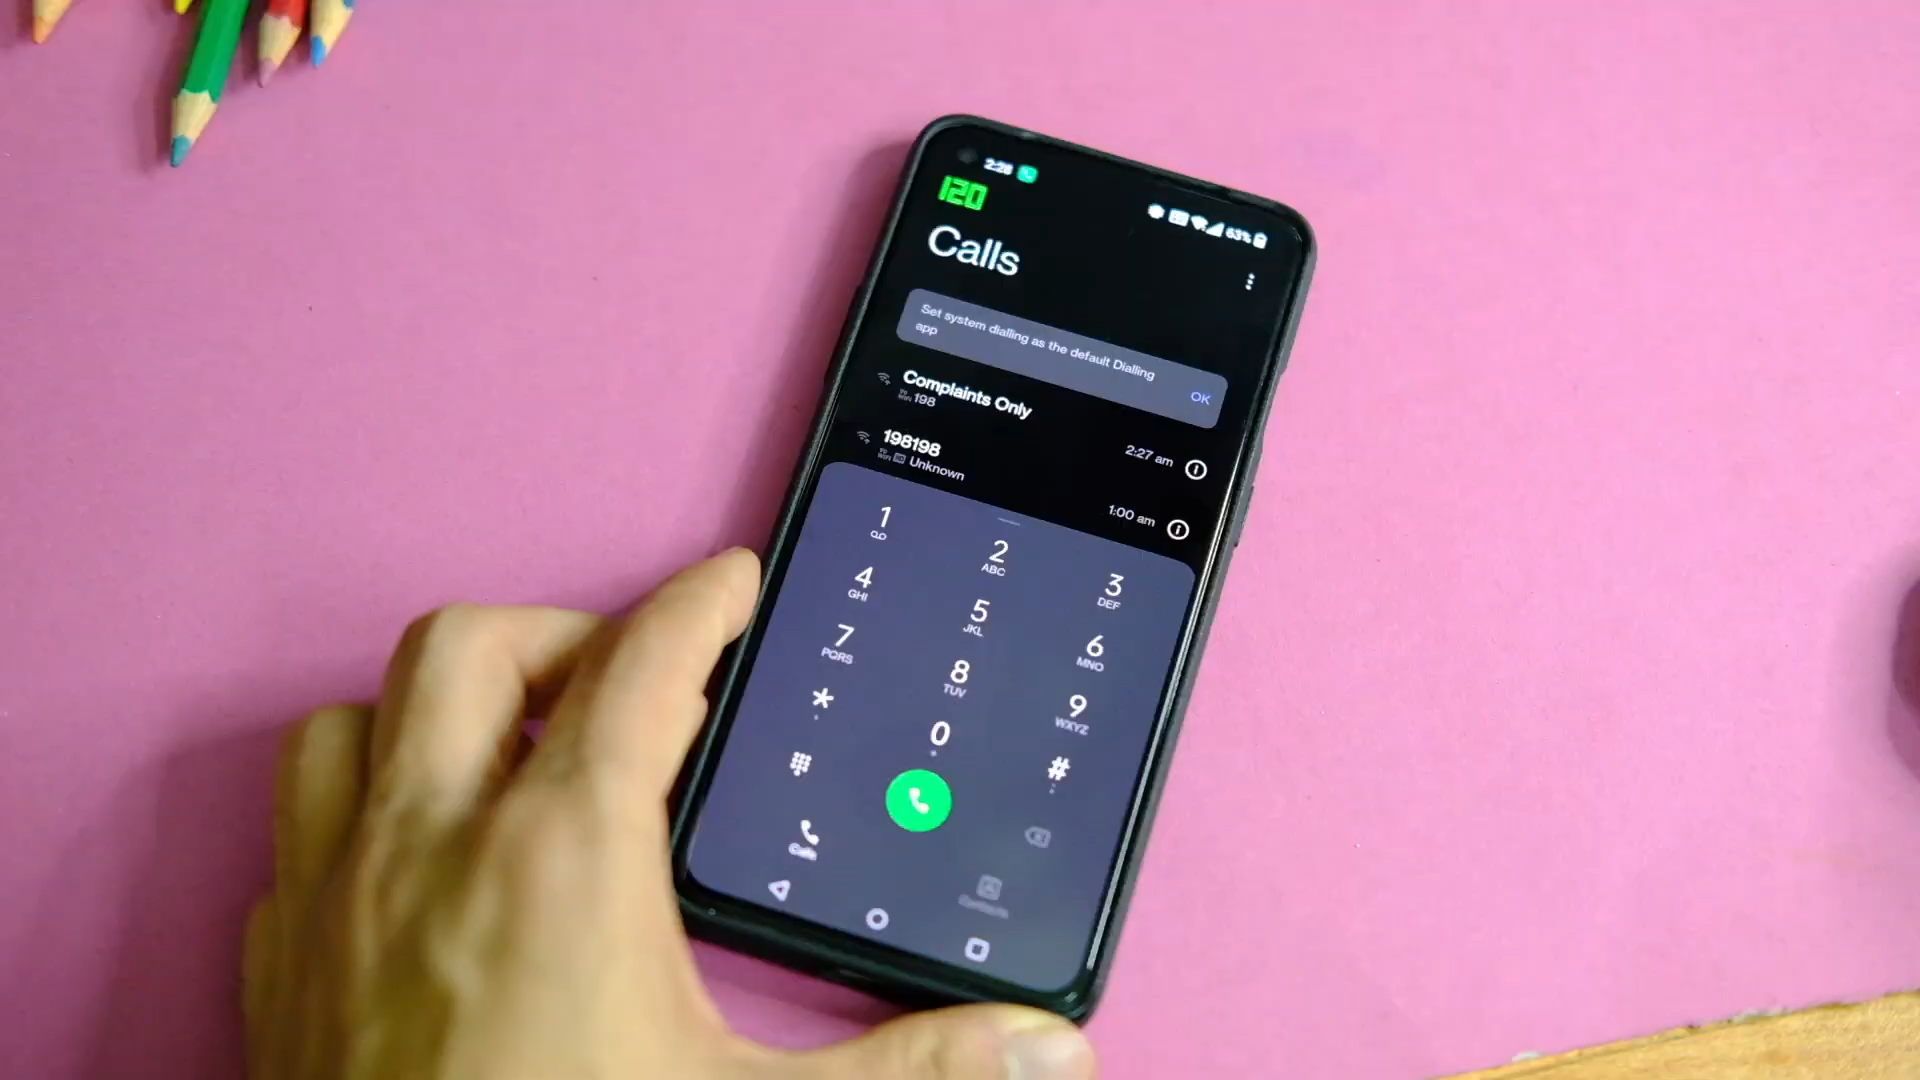 2:28
63%
120
Calls
Set system dialling as the default Dialling
app
OK
Complaints Only
198
2:27 am
198198
Unknown
1:00 am
1
2
ABC
3
DEF
4
GHI
5
JKL
6
MNO
7
PQRS
8
TUV
9
WXYZ
*
0
+
#
Calls
Contacts